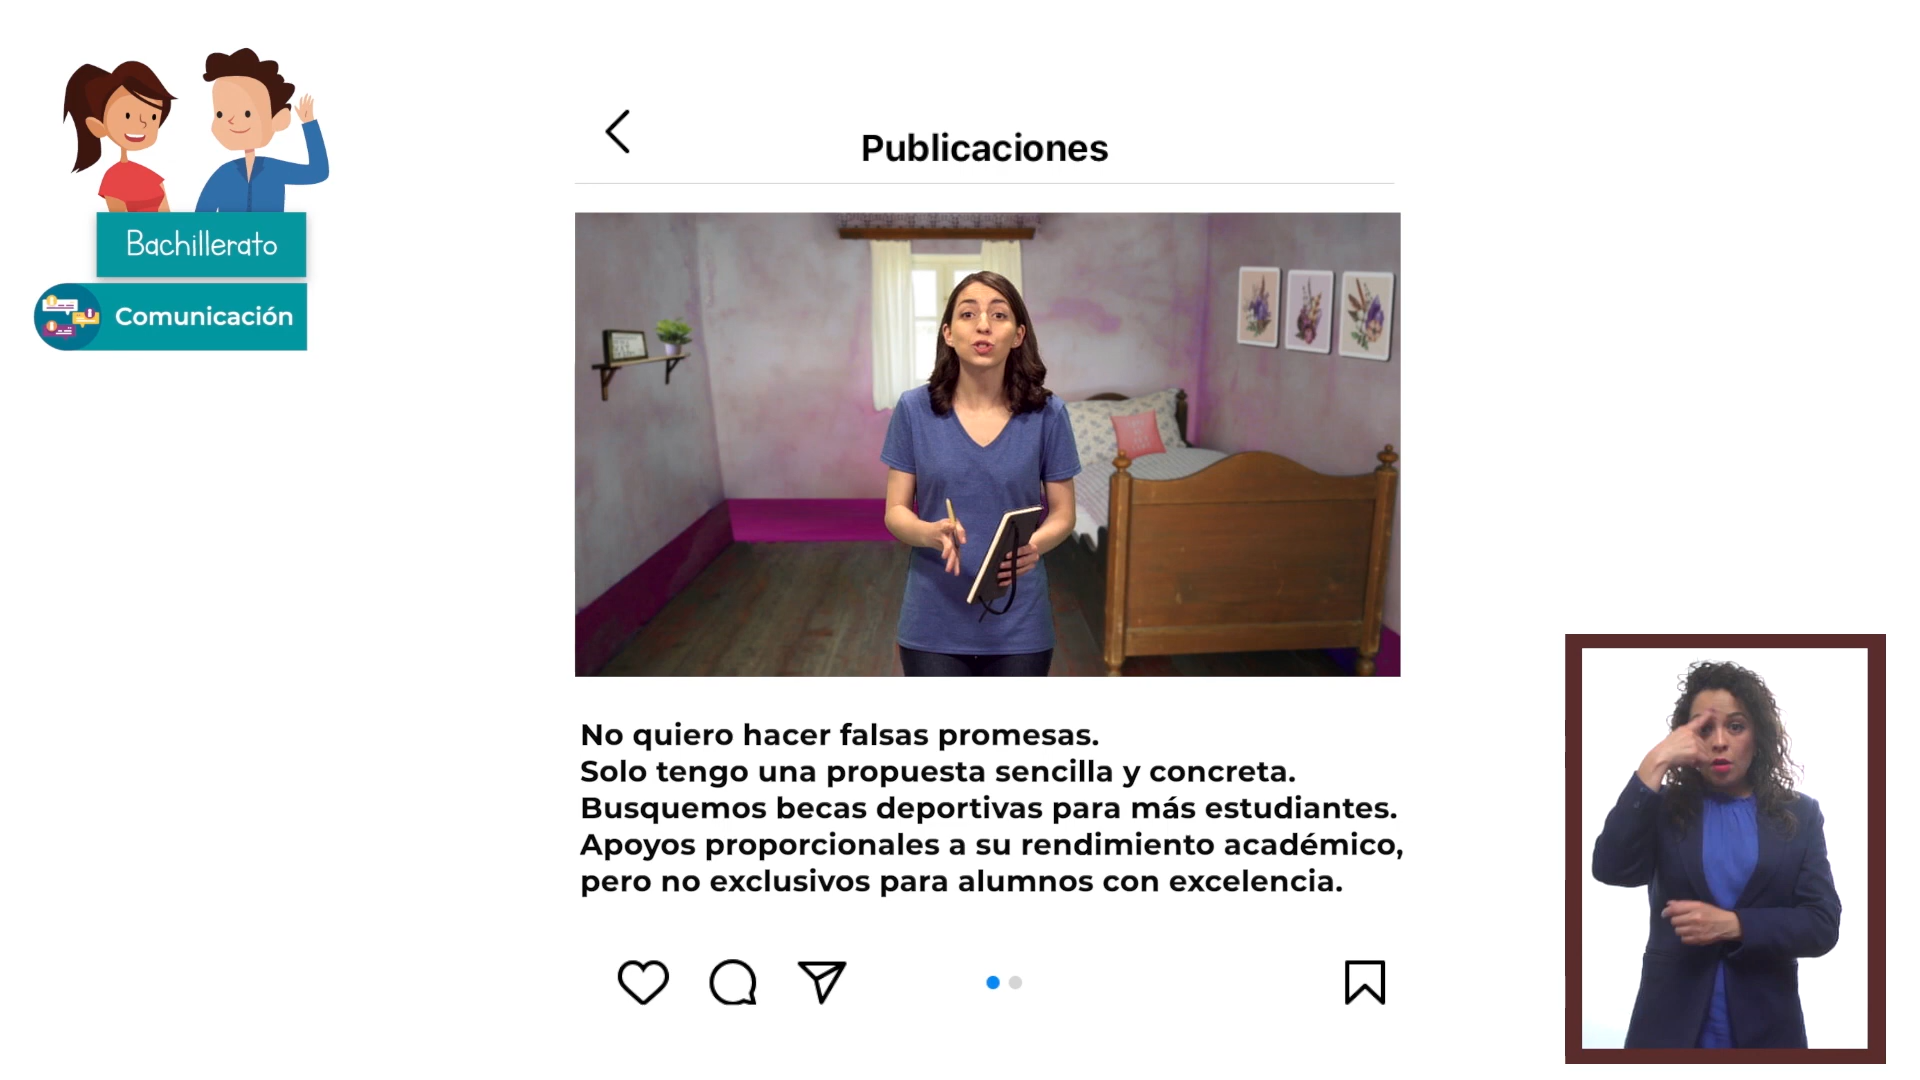 Bachillerato
Comunicación
Publicaciones
No quiero hacer falsas promesas.
Solo tengo una propuesta sencilla y concreta.
Busquemos becas deportivas para más estudiantes.
Apoyos proporcionales a su rendimiento académico,
pero no exclusivos para alumnos con excelencia.